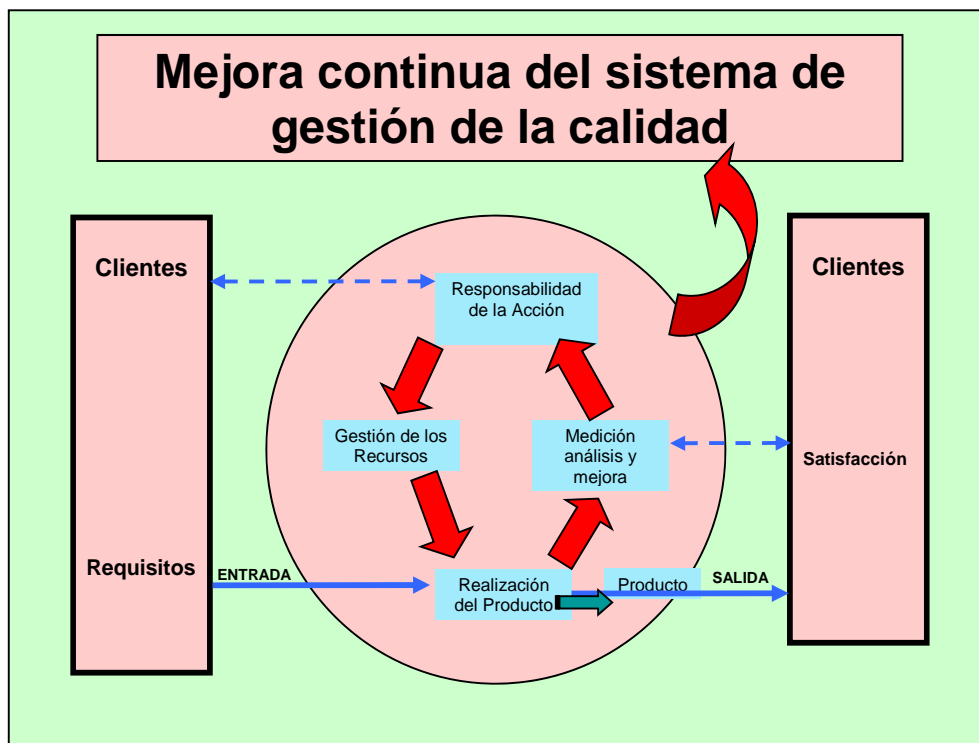 Mejora continua del sistema de
gestión de la calidad
Clientes
Requisitos
ENTRADA
Responsabilidad
de la Acción
Gestión de los
Recursos
Medición
análisis y
mejora
Realización
del Producto
Producto
SALIDA
Clientes
Satisfacción